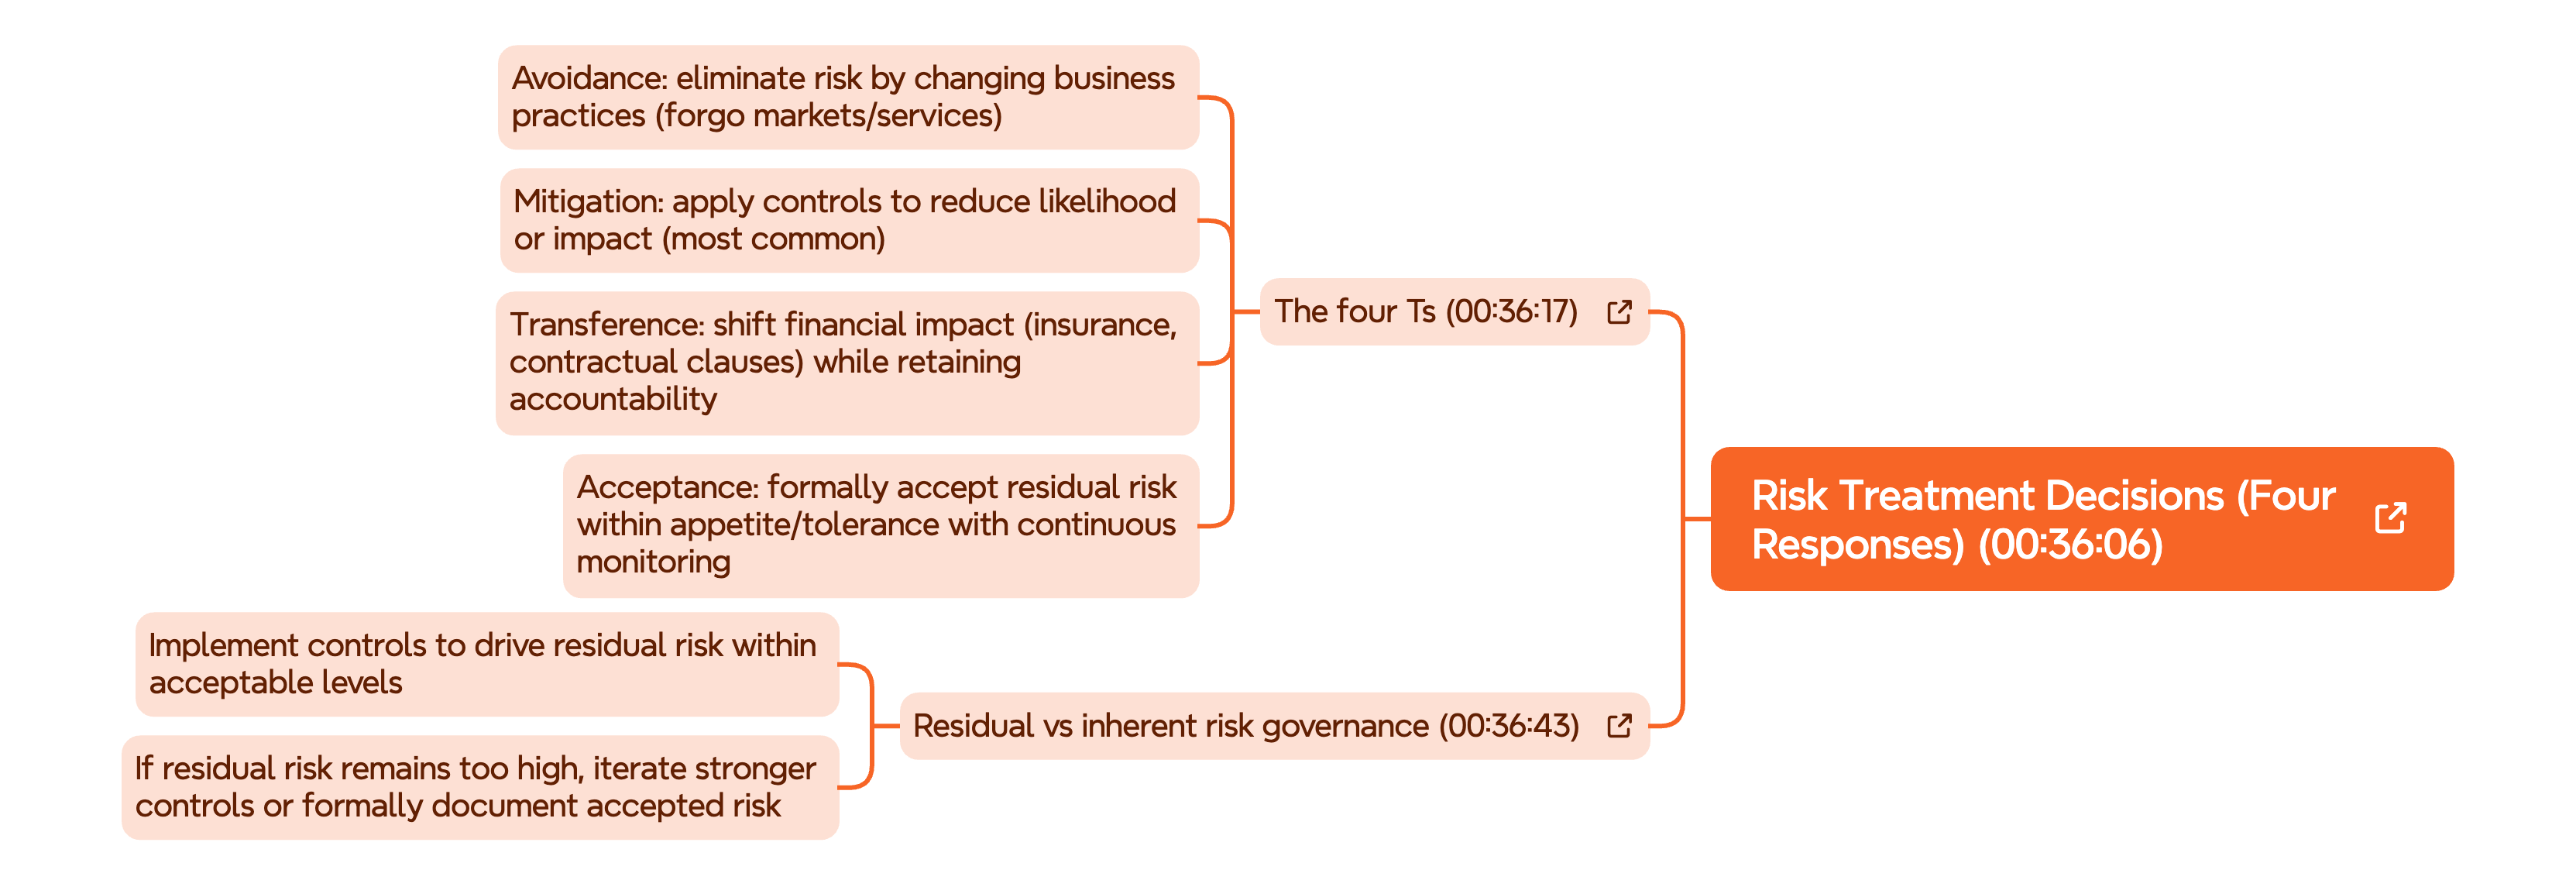 Avoidance: eliminate risk by changing business
practices (forgo markets/services)
Mitigation: apply controls to reduce likelihood
or impact (most common)
Transference: shift financial impact (insurance,
contractual clauses) while retaining
accountability
Acceptance: formally accept residual risk
within appetite/tolerance with continuous
monitoring
The four Ts (00:36:17)
Risk Treatment Decisions (Four
Responses) (00:36:06)
Implement controls to drive residual risk within
acceptable levels
If residual risk remains too high, iterate stronger
controls or formally document accepted risk
Residual vs inherent risk governance (00:36:43)